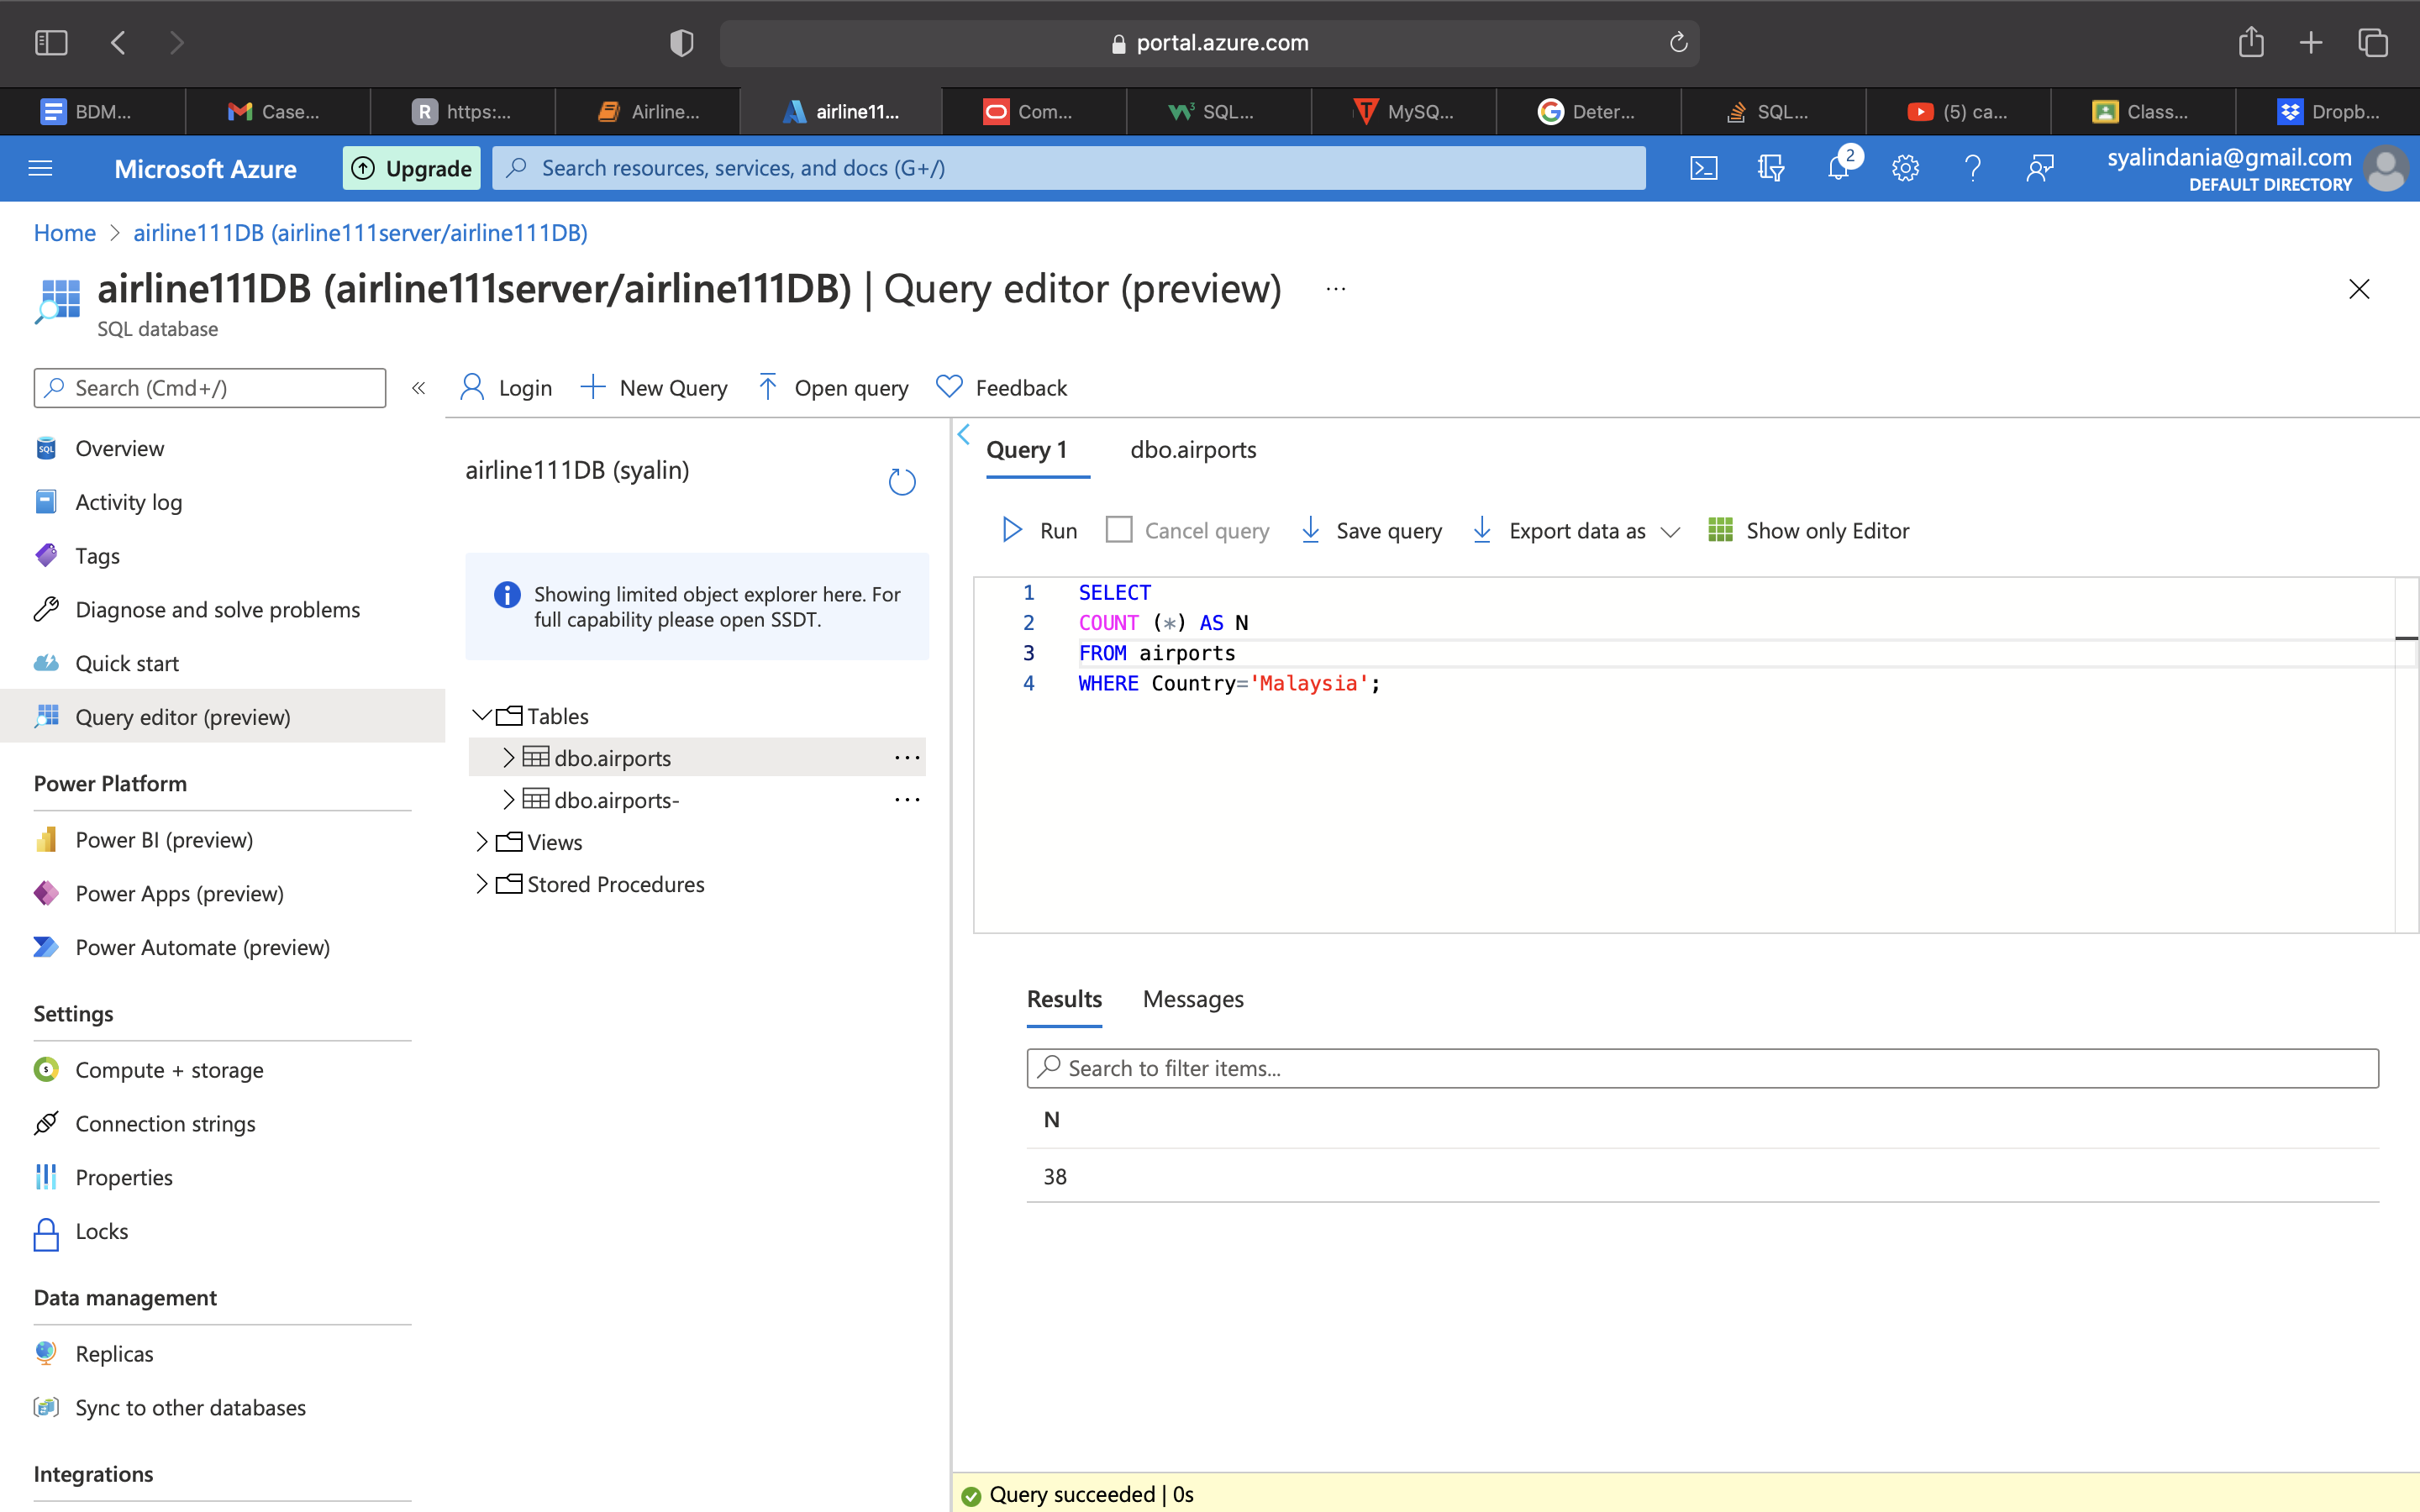 portal.azure.com
BDM...
Case...
R https:...
Airline...
airline11...
Com...
SQL...
MySQ...
Deter...
SQL...
(5) ca...
Class...
Dropb...
Microsoft Azure
Upgrade
Search resources, services, and docs (G+/)
2
syalindania@gmail.com
DEFAULT DIRECTORY
Home > airline111DB (airline111server/airline111DB)
airline111DB (airline111server/airline111DB) | Query editor (preview) ...
SQL database
Search (Cmd+/)
Overview
Activity log
Tags
Diagnose and solve problems
Quick start
Query editor (preview)
Power Platform
Power BI (preview)
Power Apps (preview)
Power Automate (preview)
Settings
Compute + storage
Connection strings
Properties
Locks
Data management
Replicas
Sync to other databases
Integrations
Login
New Query
Open query
Feedback
airline111DB (syalin)
Showing limited object explorer here. For
full capability please open SSDT.
Tables
dbo.airports
dbo.airports-
Views
Stored Procedures
Query 1
dbo.airports
Run
Cancel query
Save query
Export data as
Show only Editor
1 SELECT
2 COUNT (*) AS N
3 FROM airports
4 WHERE Country='Malaysia';
Results
Messages
Search to filter items...
N
38
Query succeeded | 0s